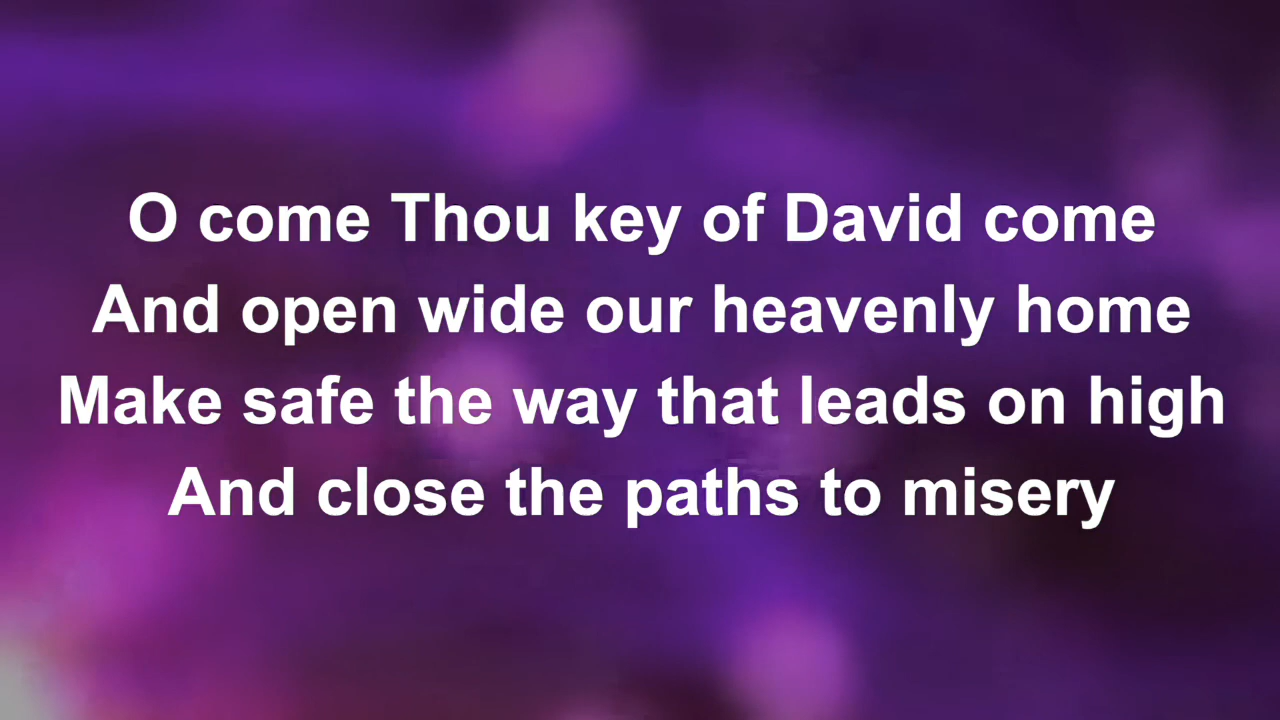 O come Thou key of David come
And open wide our heavenly home
Make safe the way that leads on high
And close the paths to misery